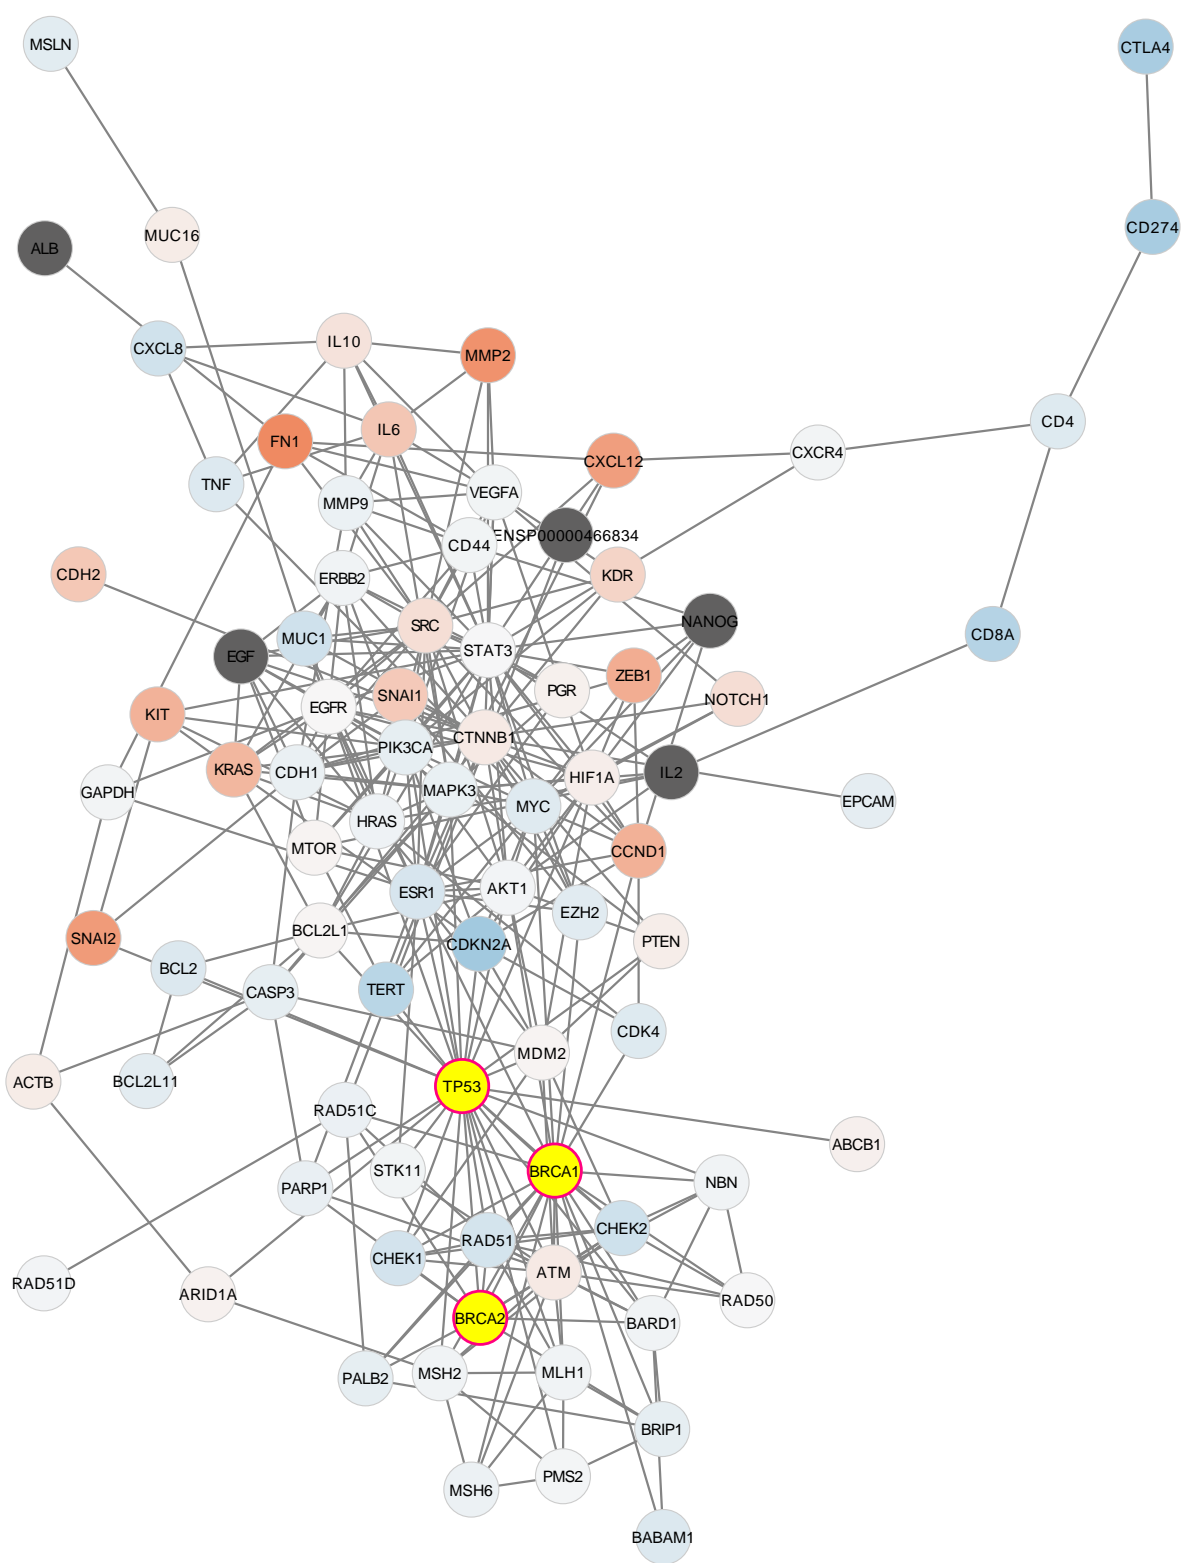 MSLN
CTLA4
MUC16
ALB
CD274
CXCL8
IL10
MMP2
CD4
FN1
IL6
CXCL12
CXCR4
TNF
MMP9
VEGFA
CD44
ENSP00000466834
CDH2
ERBB2
KDR
MUC1
SRC
NANOG
CD8A
EGF
STAT3
SNAI1
PGR
ZEB1
NOTCH1
KIT
EGFR
CTNNB1
PIK3CA
KRAS
CDH1
HIF1A
IL2
GAPDH
MAPK3
MYC
EPCAM
HRAS
MTOR
CCND1
ESR1
AKT1
EZH2
SNAI2
BCL2L1
CDKN2A
PTEN
BCL2
CASP3
TERT
CDK4
MDM2
ACTB
BCL2L11
TP53
RAD51C
ABCB1
STK11
BRCA1
NBN
PARP1
CHEK2
RAD51
CHEK1
ATM
RAD51D
ARID1A
RAD50
BRCA2
BARD1
PALB2
MSH2
MLH1
BRIP1
MSH6
PMS2
BABAM1